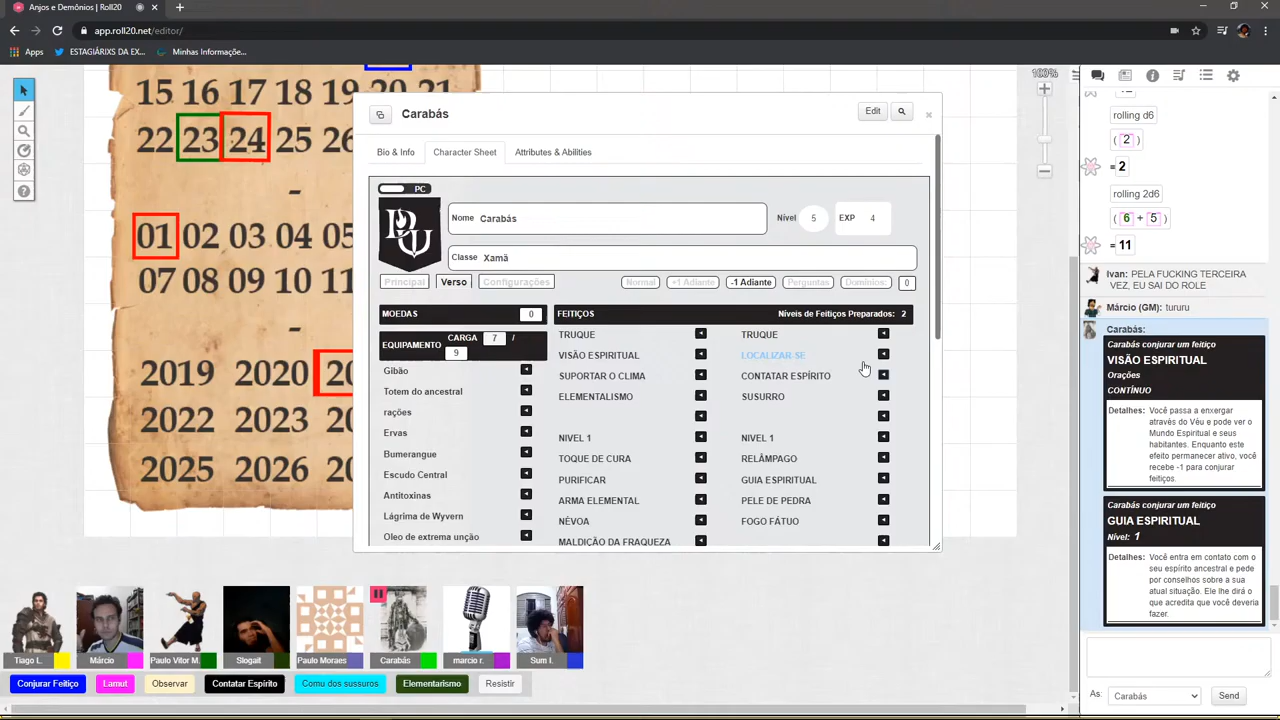 Anjos e Demônios | Roll20
app.roll20.net/editor/
Apps
ESTAGIÁRIXS DA EX...
Minhas Informaçõe...
15 16 17 18 19 20 21
22 23 24 25 26
-
01 02 03 04 05
07 08 09 10 11
-
2019 2020 20
2022 2023 20
2025 2026 20
100%
Carabás
Edit
Bio & Info
Character Sheet
Attributes & Abilities
PC
Nome Carabás
Nível 5 EXP 4
Classe Xamã
Principal Verso Configurações
Normal +1 Adiante -1 Adiante Perguntas Domínios: 0
MOEDAS 0
EQUIPAMENTO CARGA 7 / 9
Gibão
Totem do ancestral
rações
Ervas
Bumerangue
Escudo Central
Antitoxinas
Lágrima de Wyvern
Oleo de extrema unção
FEITIÇOS Níveis de Feitiços Preparados: 2
TRUQUE TRUQUE
VISÃO ESPIRITUAL LOCALIZAR-SE
SUPORTAR O CLIMA CONTATAR ESPÍRITO
ELEMENTALISMO SUSURRO
NIVEL 1 NIVEL 1
TOQUE DE CURA RELÂMPAGO
PURIFICAR GUIA ESPIRITUAL
ARMA ELEMENTAL PELE DE PEDRA
NÉVOA FOGO FÁTUO
MALDIÇÃO DA FRAQUEZA
rolling d6
( 2 )
= 2
rolling 2d6
( 6 + 5 )
= 11
Ivan: PELA FUCKING TERCEIRA
VEZ, EU SAI DO ROLE
Márcio (GM): tururu
Carabás:
Carabás conjurar um feitiço
VISÃO ESPIRITUAL
Orações
CONTÍNUO
Detalhes: Você passa a enxergar
através do Véu e pode ver o
Mundo Espiritual e seus
habitantes. Enquanto este
efeito permanecer ativo, você
recebe -1 para conjurar
feitiços.
Carabás conjurar um feitiço
GUIA ESPIRITUAL
Nível: 1
Detalhes: Você entra em contato com o
seu espírito ancestral e pede
por conselhos sobre a sua
atual situação. Ele lhe dirá o
que acredita que você deveria
fazer.
As: Carabás
Send
Tiago L. Márcio Paulo Vitor M. Slogait Paulo Moraes Carabás marcio r. Sum I.
Conjurar Feitiço Lamut Observar Contatar Espírito Comu dos sussuros Elementarismo Resistir